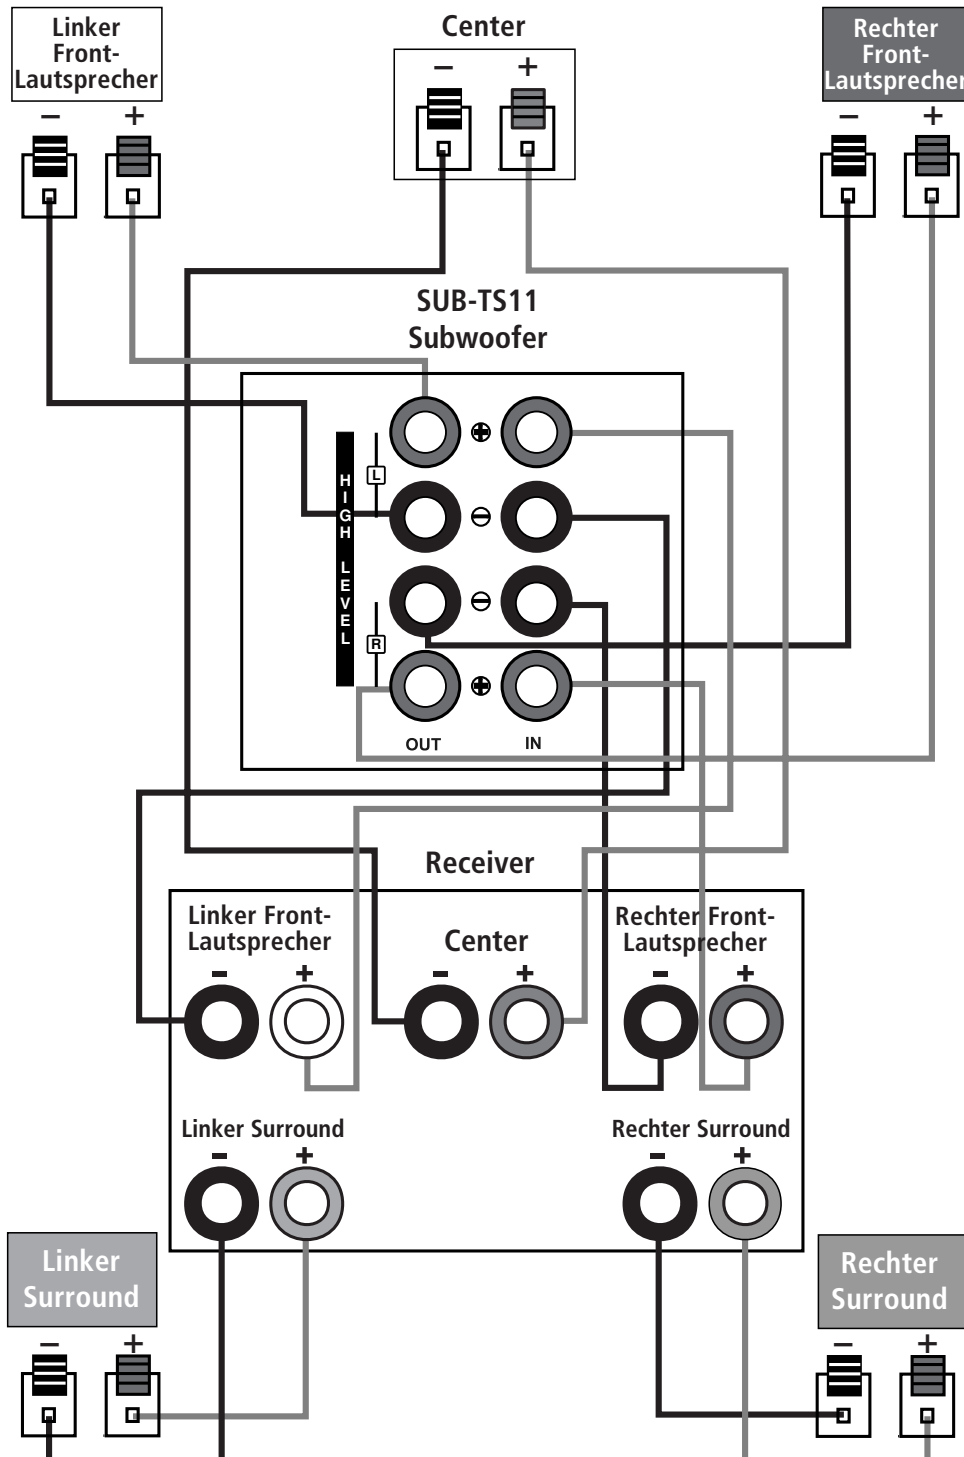 Linker
Front-
Lautsprecher
Center
Rechter
Front-
Lautsprecher
− +
− +
− +
SUB-TS11
Subwoofer
HIGH LEVEL
L
R
OUT IN
Receiver
Linker Front-
Lautsprecher
Center
Rechter Front-
Lautsprecher
- +
- +
- +
Linker Surround
Rechter Surround
- +
- +
Linker
Surround
Rechter
Surround
− +
− +